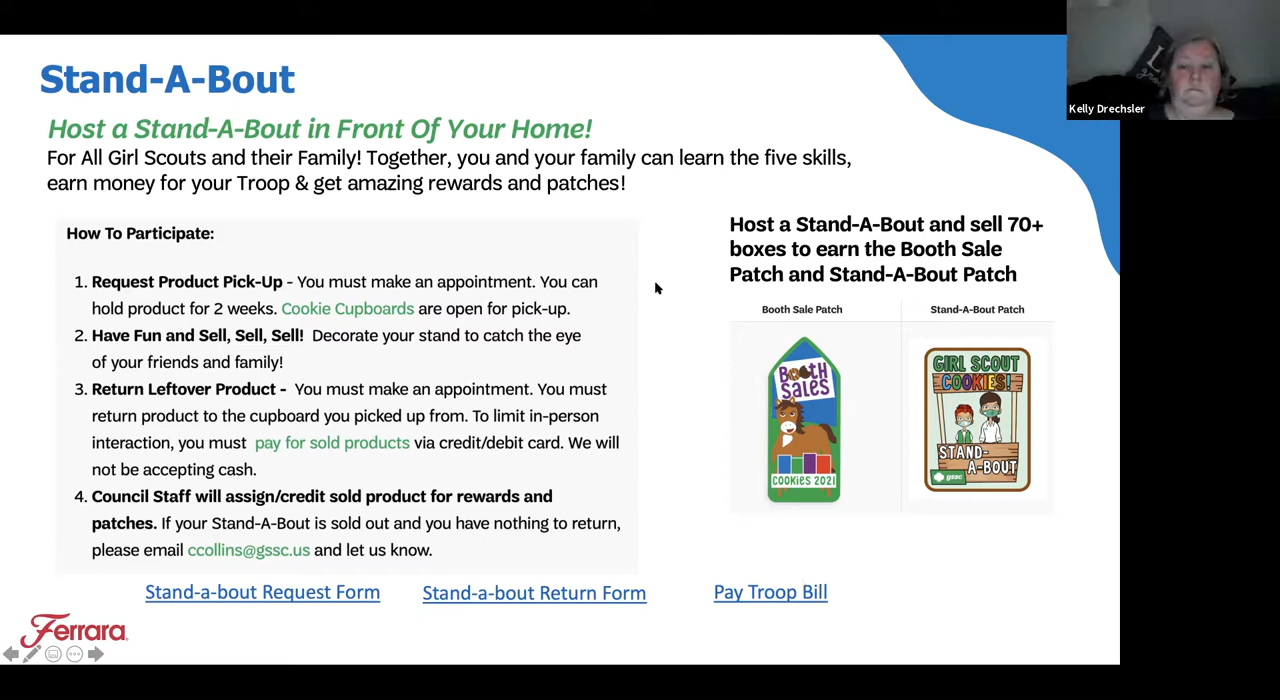 Stand-A-Bout
Kelly Drechsler
Host a Stand-A-Bout in Front Of Your Home!
For All Girl Scouts and their Family! Together, you and your family can learn the five skills,
earn money for your Troop & get amazing rewards and patches!
How To Participate:
1. Request Product Pick-Up - You must make an appointment. You can
hold product for 2 weeks. Cookie Cupboards are open for pick-up.
2. Have Fun and Sell, Sell, Sell! Decorate your stand to catch the eye
of your friends and family!
3. Return Leftover Product - You must make an appointment. You must
return product to the cupboard you picked up from. To limit in-person
interaction, you must pay for sold products via credit/debit card. We will
not be accepting cash.
4. Council Staff will assign/credit sold product for rewards and
patches. If your Stand-A-Bout is sold out and you have nothing to return,
please email ccollins@gssc.us and let us know.
Host a Stand-A-Bout and sell 70+
boxes to earn the Booth Sale
Patch and Stand-A-Bout Patch
Booth Sale Patch
Stand-A-Bout Patch
BOOTH
SALES
COOKIES 2021
GIRL SCOUT
COOKIES!
STAND-
A-BOUT
gssc
Stand-a-bout Request Form
Stand-a-bout Return Form
Pay Troop Bill
Ferrara